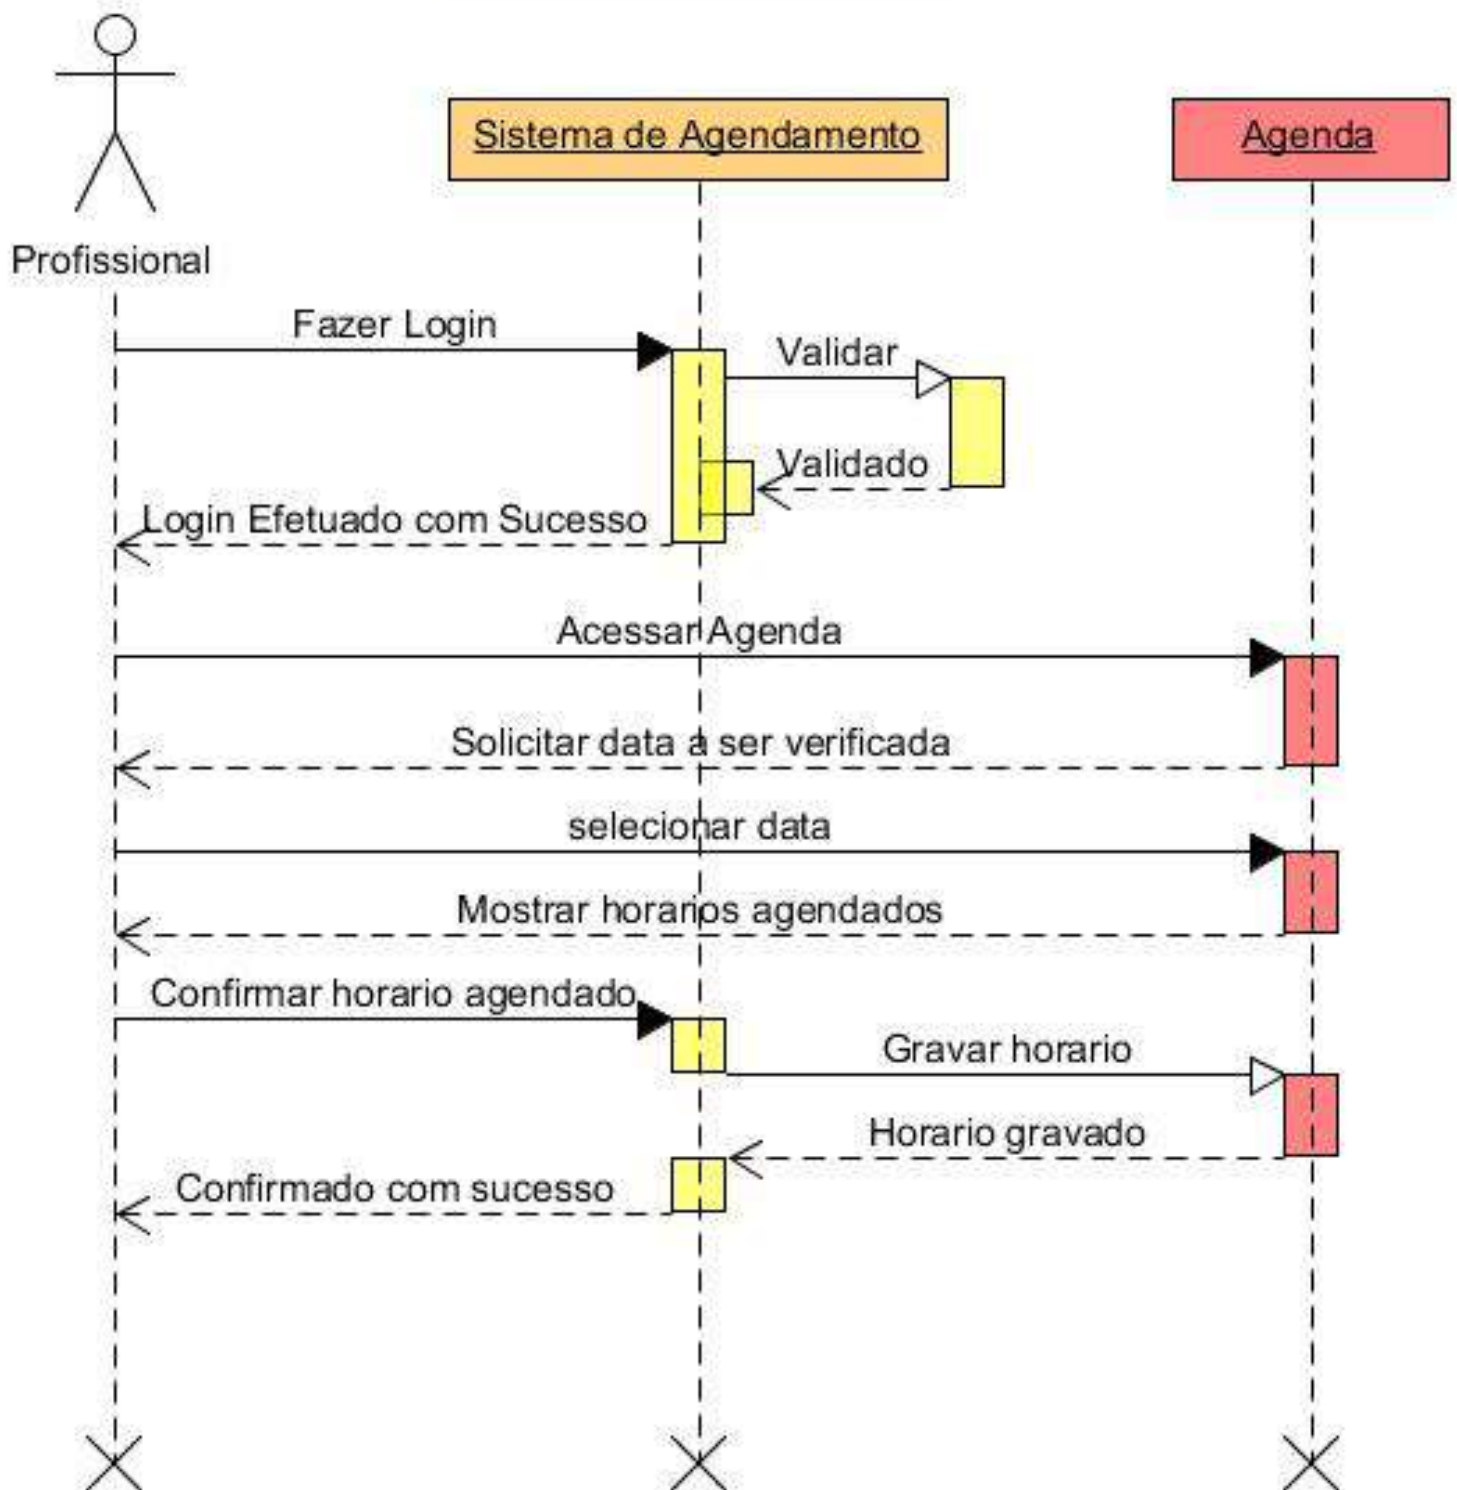 Sistema de Agendamento
Agenda
Profissional
Fazer Login
Validar
Validado
Login Efetuado com Sucesso
Acessar Agenda
Solicitar data a ser verificada
selecionar data
Mostrar horarios agendados
Confirmar horario agendado
Gravar horario
Horario gravado
Confirmado com sucesso